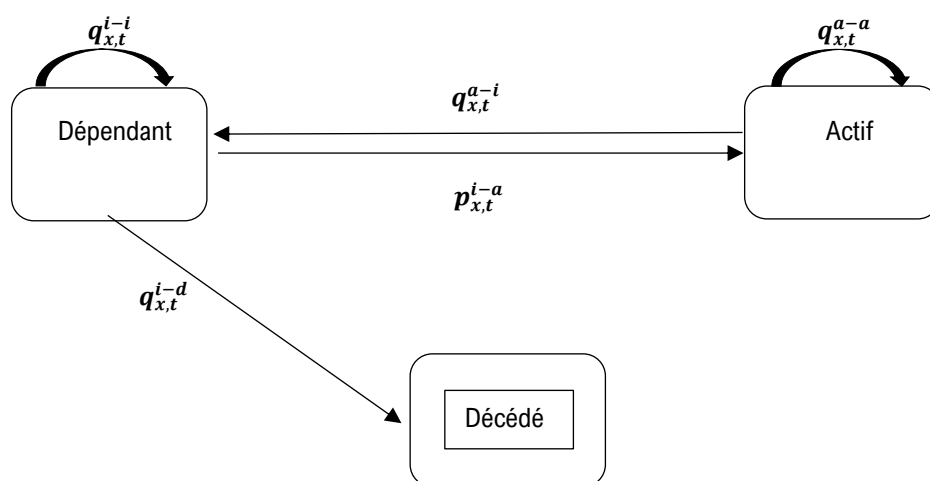 q_{x,t}^{i-i}
q_{x,t}^{a-a}
q_{x,t}^{a-i}
Dépendant
Actif
p_{x,t}^{i-a}
q_{x,t}^{i-d}
Décédé